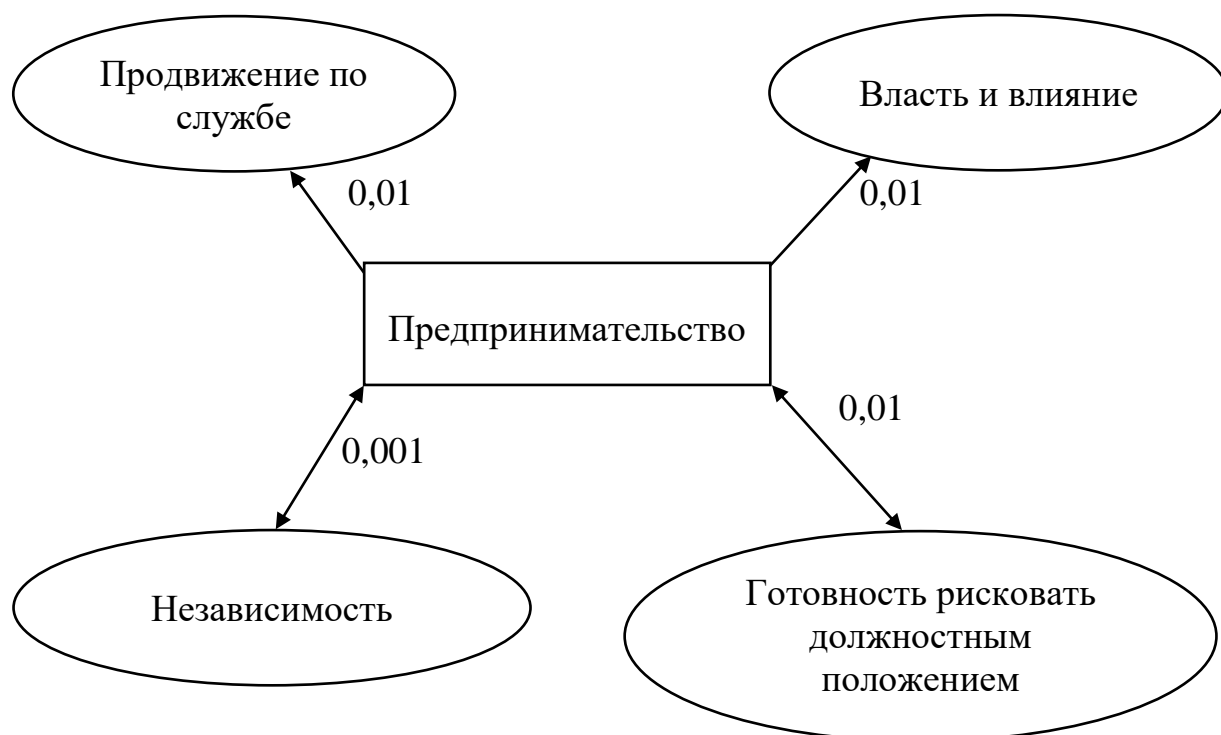 Продвижение по
службе
Власть и влияние
0,01
0,01
Предпринимательство
0,01
0,001
Независимость
Готовность рисковать
должностным
положением